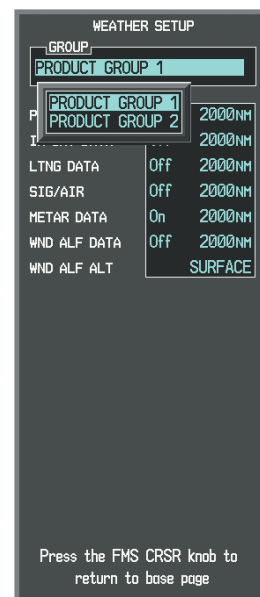 WEATHER SETUP
GROUP
PRODUCT GROUP 1
PRODUCT GROUP 1
PRODUCT GROUP 2
P 2000NM
2000NM
LTNG DATA Off 2000NM
SIG/AIR Off 2000NM
METAR DATA On 2000NM
WND ALF DATA Off 2000NM
WND ALF ALT SURFACE
Press the FMS CRSR knob to
return to base page